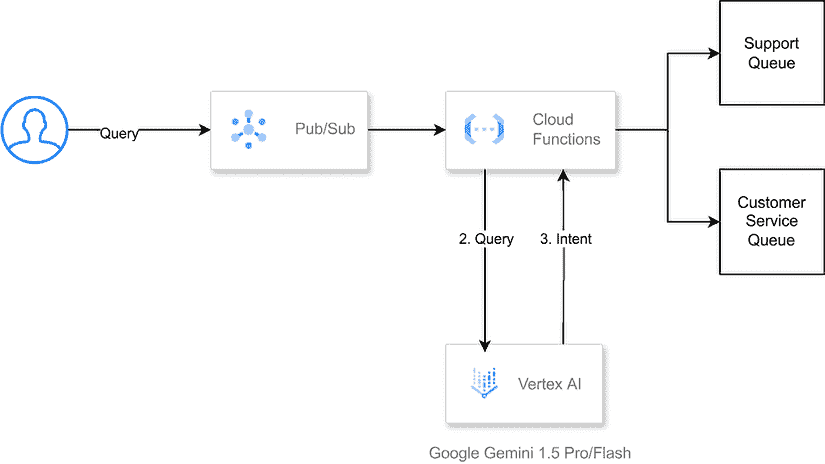 Query
Pub/Sub
Cloud
Functions
Support
Queue
Customer
Service
Queue
2. Query
3. Intent
Vertex AI
Google Gemini 1.5 Pro/Flash